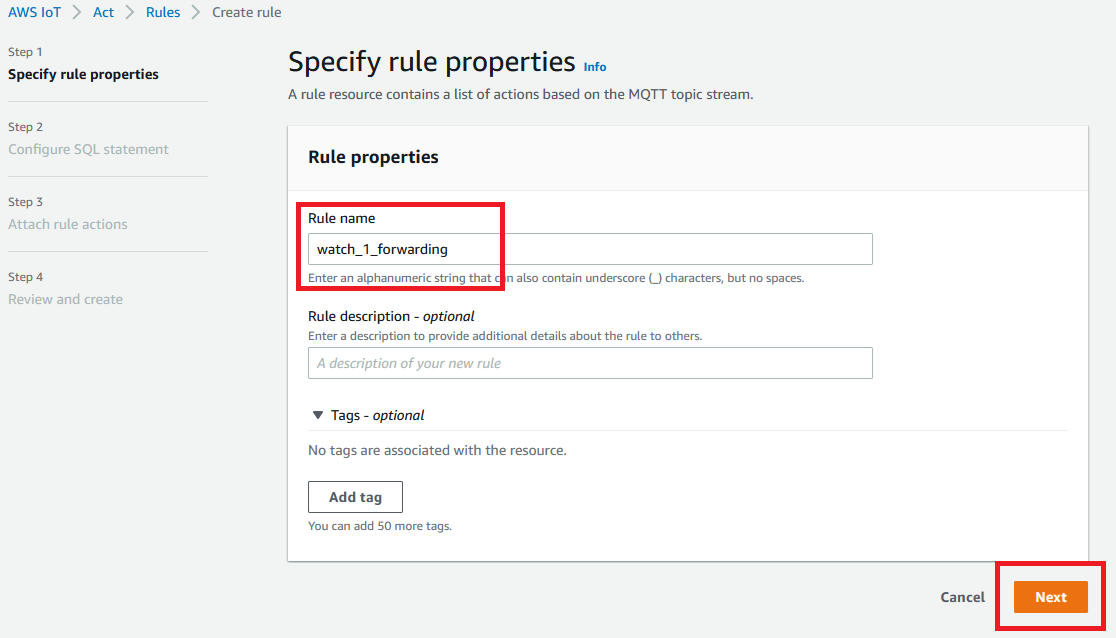 AWS IoT > Act > Rules > Create rule
Step 1
Specify rule properties
Step 2
Configure SQL statement
Step 3
Attach rule actions
Step 4
Review and create
Specify rule properties Info
A rule resource contains a list of actions based on the MQTT topic stream.
Rule properties
Rule name
watch_1_forwarding
Enter an alphanumeric string that can also contain underscore (_) characters, but no spaces.
Rule description - optional
Enter a description to provide additional details about the rule to others.
A description of your new rule
Tags - optional
No tags are associated with the resource.
Add tag
You can add 50 more tags.
Cancel
Next